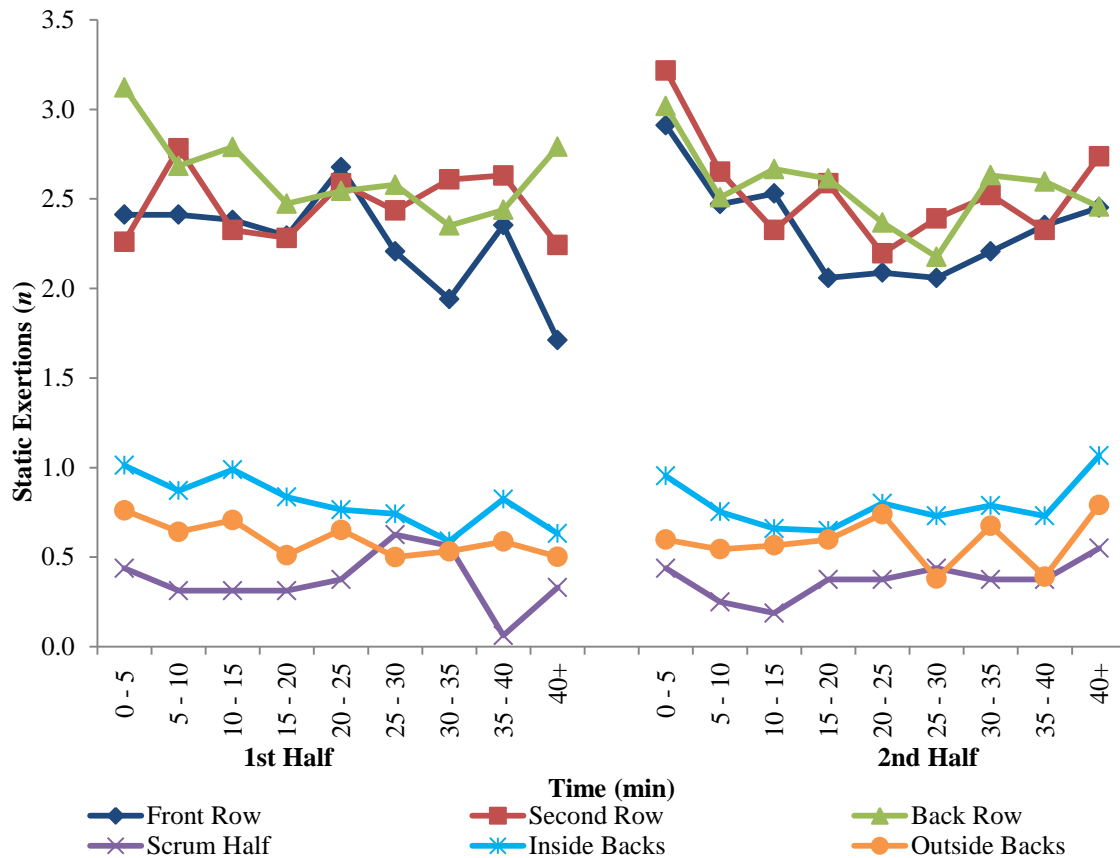 3.5
3.0
2.5
2.0
1.5
1.0
0.5
0.0
Static Exertions (n)
0 - 5
5 - 10
10 - 15
15 - 20
20 - 25
25 - 30
30 - 35
35 - 40
40+
0 - 5
5 - 10
10 - 15
15 - 20
20 - 25
25 - 30
30 - 35
35 - 40
40+
1st Half 2nd Half
Time (min)
Front Row Second Row Back Row
Scrum Half Inside Backs Outside Backs